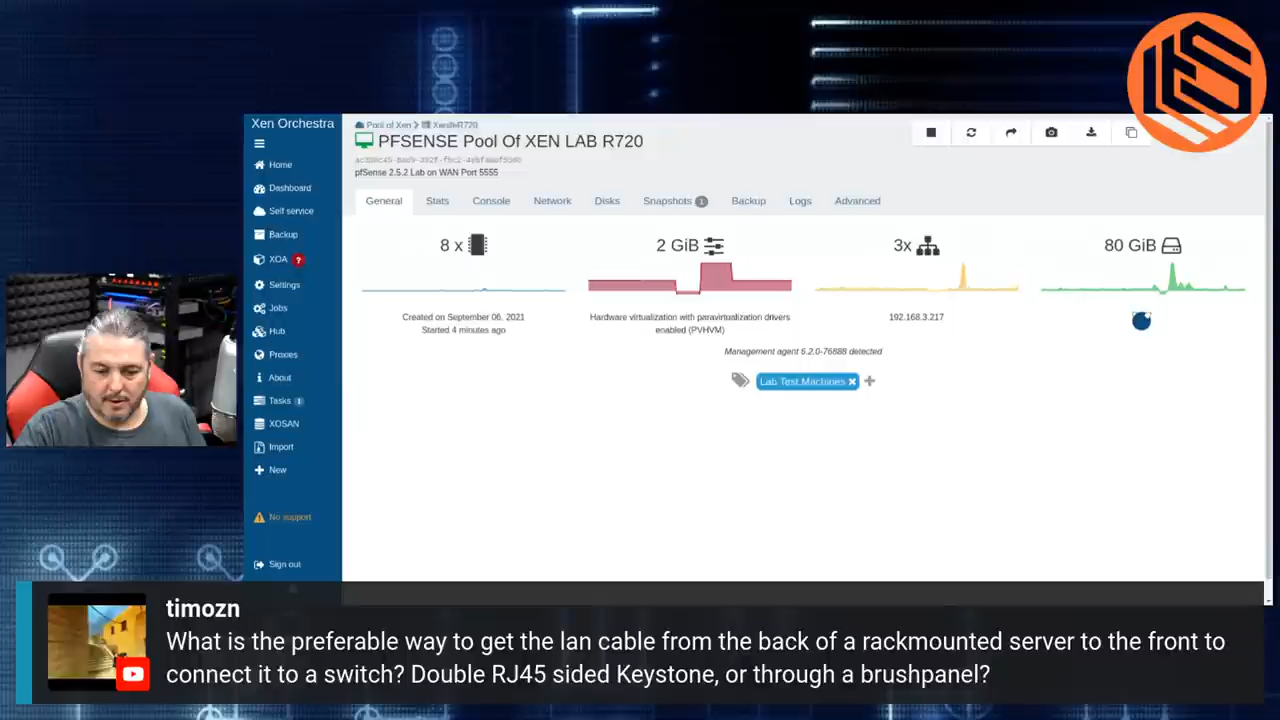 Xen Orchestra
Home
Dashboard
Self service
Backup
XOA ?
Settings
Jobs
Hub
Proxies
About
Tasks 1
XOSAN
Import
New
No support
Sign out
Pool of Xen > XenlabR720
PFSENSE Pool Of XEN LAB R720
pfSense 2.5.2 Lab on WAN Port 5555
General Stats Console Network Disks Snapshots 1 Backup Logs Advanced
8 x 2 GiB 3x 80 GiB
Created on September 06, 2021
Started 4 minutes ago
Hardware virtualization with paravirtualization drivers
enabled (PVHVM)
192.168.3.217
Management agent 6.2.0-76888 detected
Lab Test Machines
timozn
What is the preferable way to get the lan cable from the back of a rackmounted server to the front to
connect it to a switch? Double RJ45 sided Keystone, or through a brushpanel?